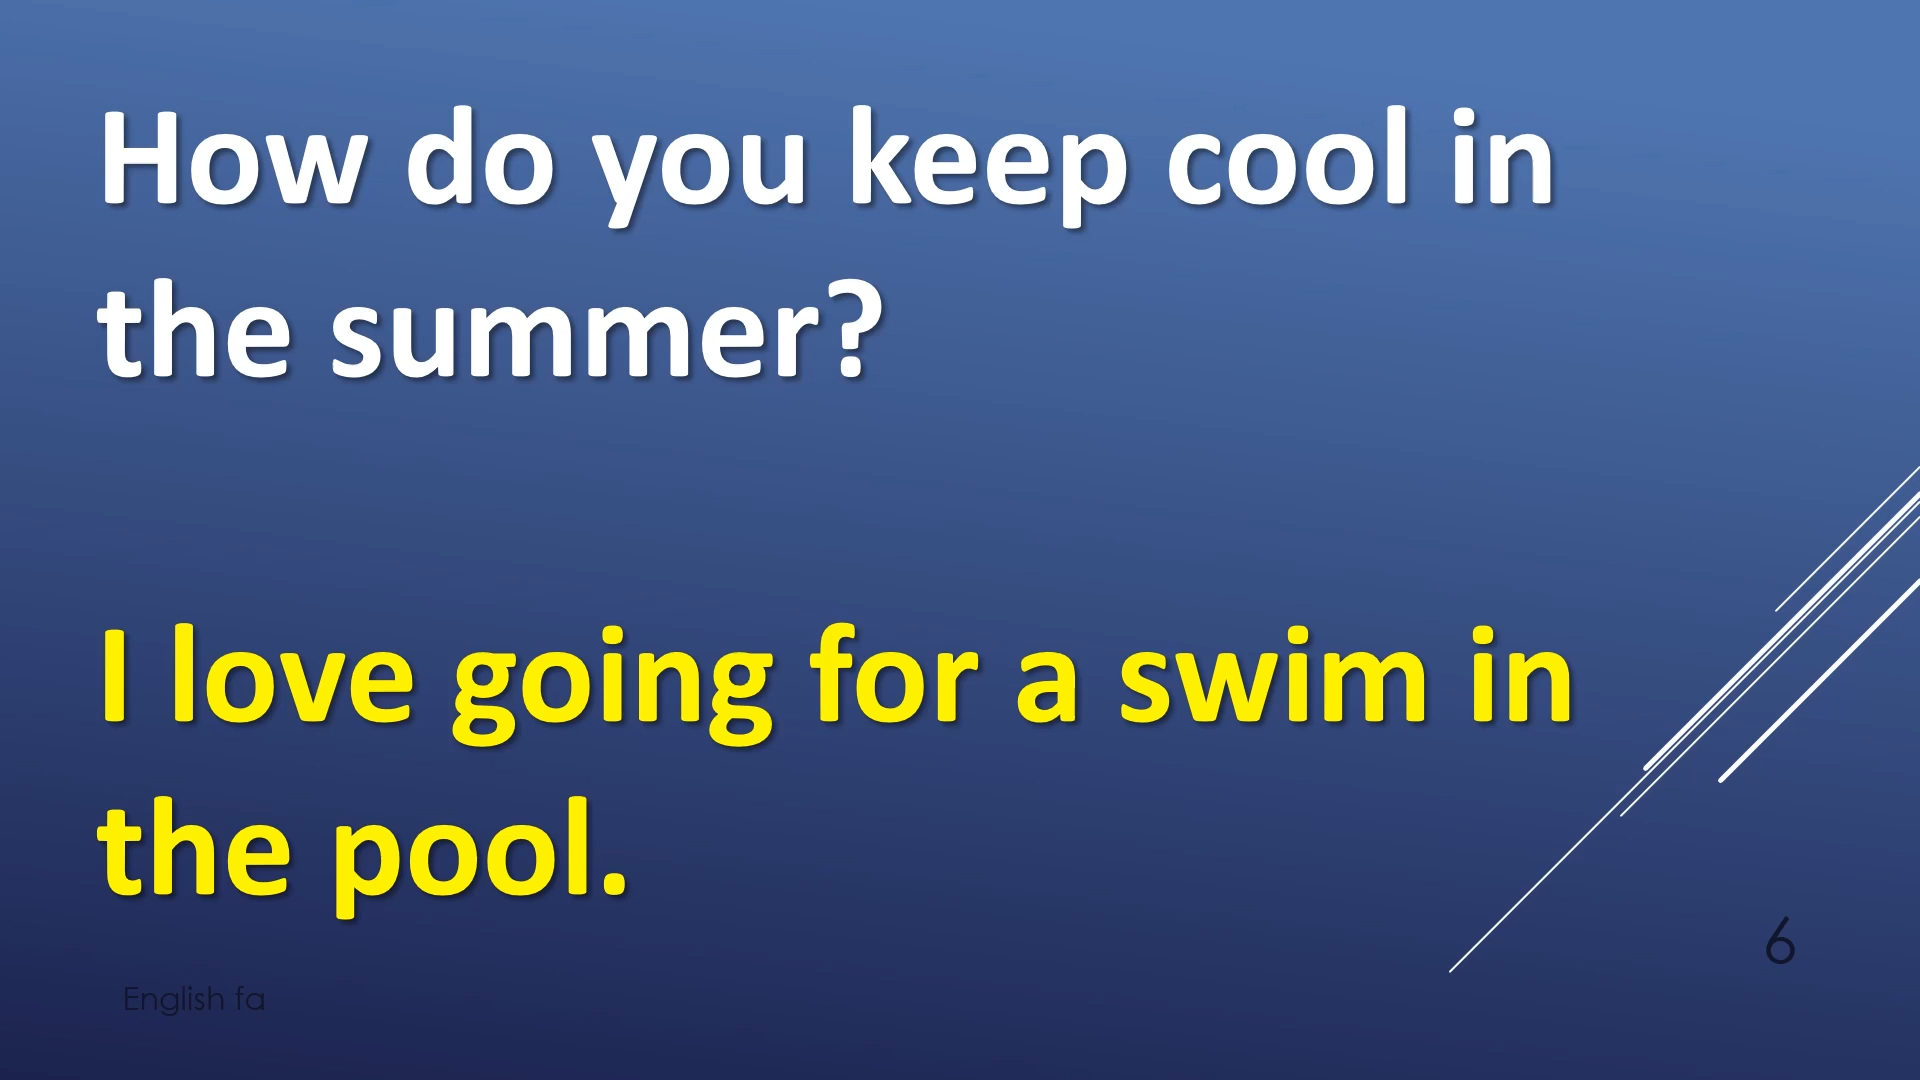 How do you keep cool in
the summer?
I love going for a swim in
the pool.
6
English fa